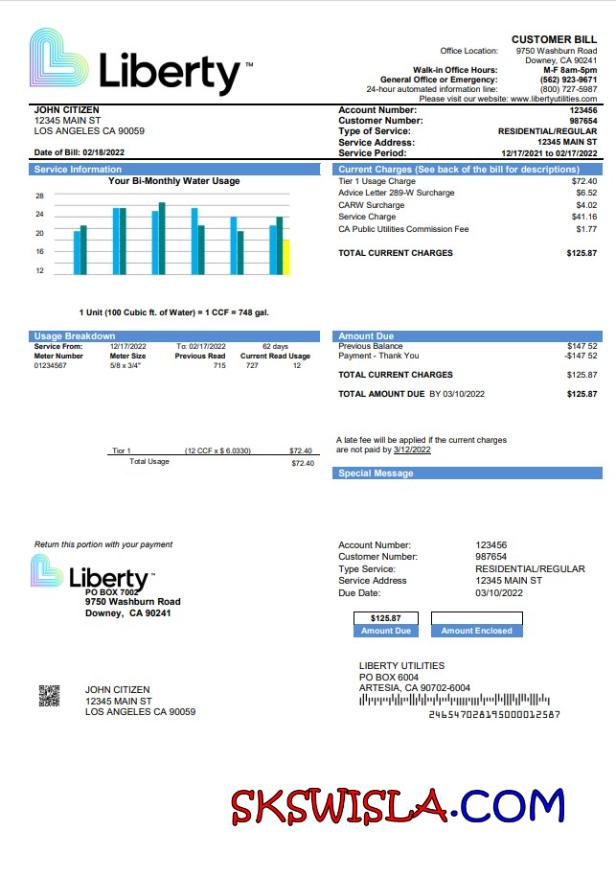 Liberty™
CUSTOMER BILL
Office Location: 9750 Washburn Road
Downey, CA 90241
Walk-in Office Hours: M-F 8am-5pm
General Office or Emergency: (562) 923-9671
24-hour automated information line: (800) 727-5987
Please visit our website: www.libertyutilities.com
JOHN CITIZEN
12345 MAIN ST
LOS ANGELES CA 90059
Date of Bill: 02/18/2022
Account Number: 123456
Customer Number: 987654
Type of Service: RESIDENTIAL/REGULAR
Service Address: 12345 MAIN ST
Service Period: 12/17/2021 to 02/17/2022
Service Information
Your Bi-Monthly Water Usage
28
24
20
16
12
1 Unit (100 Cubic ft. of Water) = 1 CCF = 748 gal.
Current Charges (See back of the bill for descriptions)
Tier 1 Usage Charge $72.40
Advice Letter 289-W Surcharge $6.52
CARW Surcharge $4.02
Service Charge $41.16
CA Public Utilities Commission Fee $1.77
TOTAL CURRENT CHARGES $125.87
Usage Breakdown
Service From: 12/17/2022 To: 02/17/2022 62 days
Meter Number Meter Size Previous Read Current Read Usage
01234567 5/8 x 3/4" 715 727 12
Tier 1 (12 CCF x $ 6.0330) $72.40
Total Usage $72.40
Amount Due
Previous Balance $147 52
Payment - Thank You -$147 52
TOTAL CURRENT CHARGES $125.87
TOTAL AMOUNT DUE BY 03/10/2022 $125.87
A late fee will be applied if the current charges
are not paid by 3/12/2022
Special Message
Return this portion with your payment
Liberty™
PO BOX 7002
9750 Washburn Road
Downey, CA 90241
Account Number: 123456
Customer Number: 987654
Type Service: RESIDENTIAL/REGULAR
Service Address 12345 MAIN ST
Due Date: 03/10/2022
$125.87
Amount Due Amount Enclosed
JOHN CITIZEN
12345 MAIN ST
LOS ANGELES CA 90059
LIBERTY UTILITIES
PO BOX 6004
ARTESIA, CA 90702-6004
246547028195000012587
SKSWISLA.COM